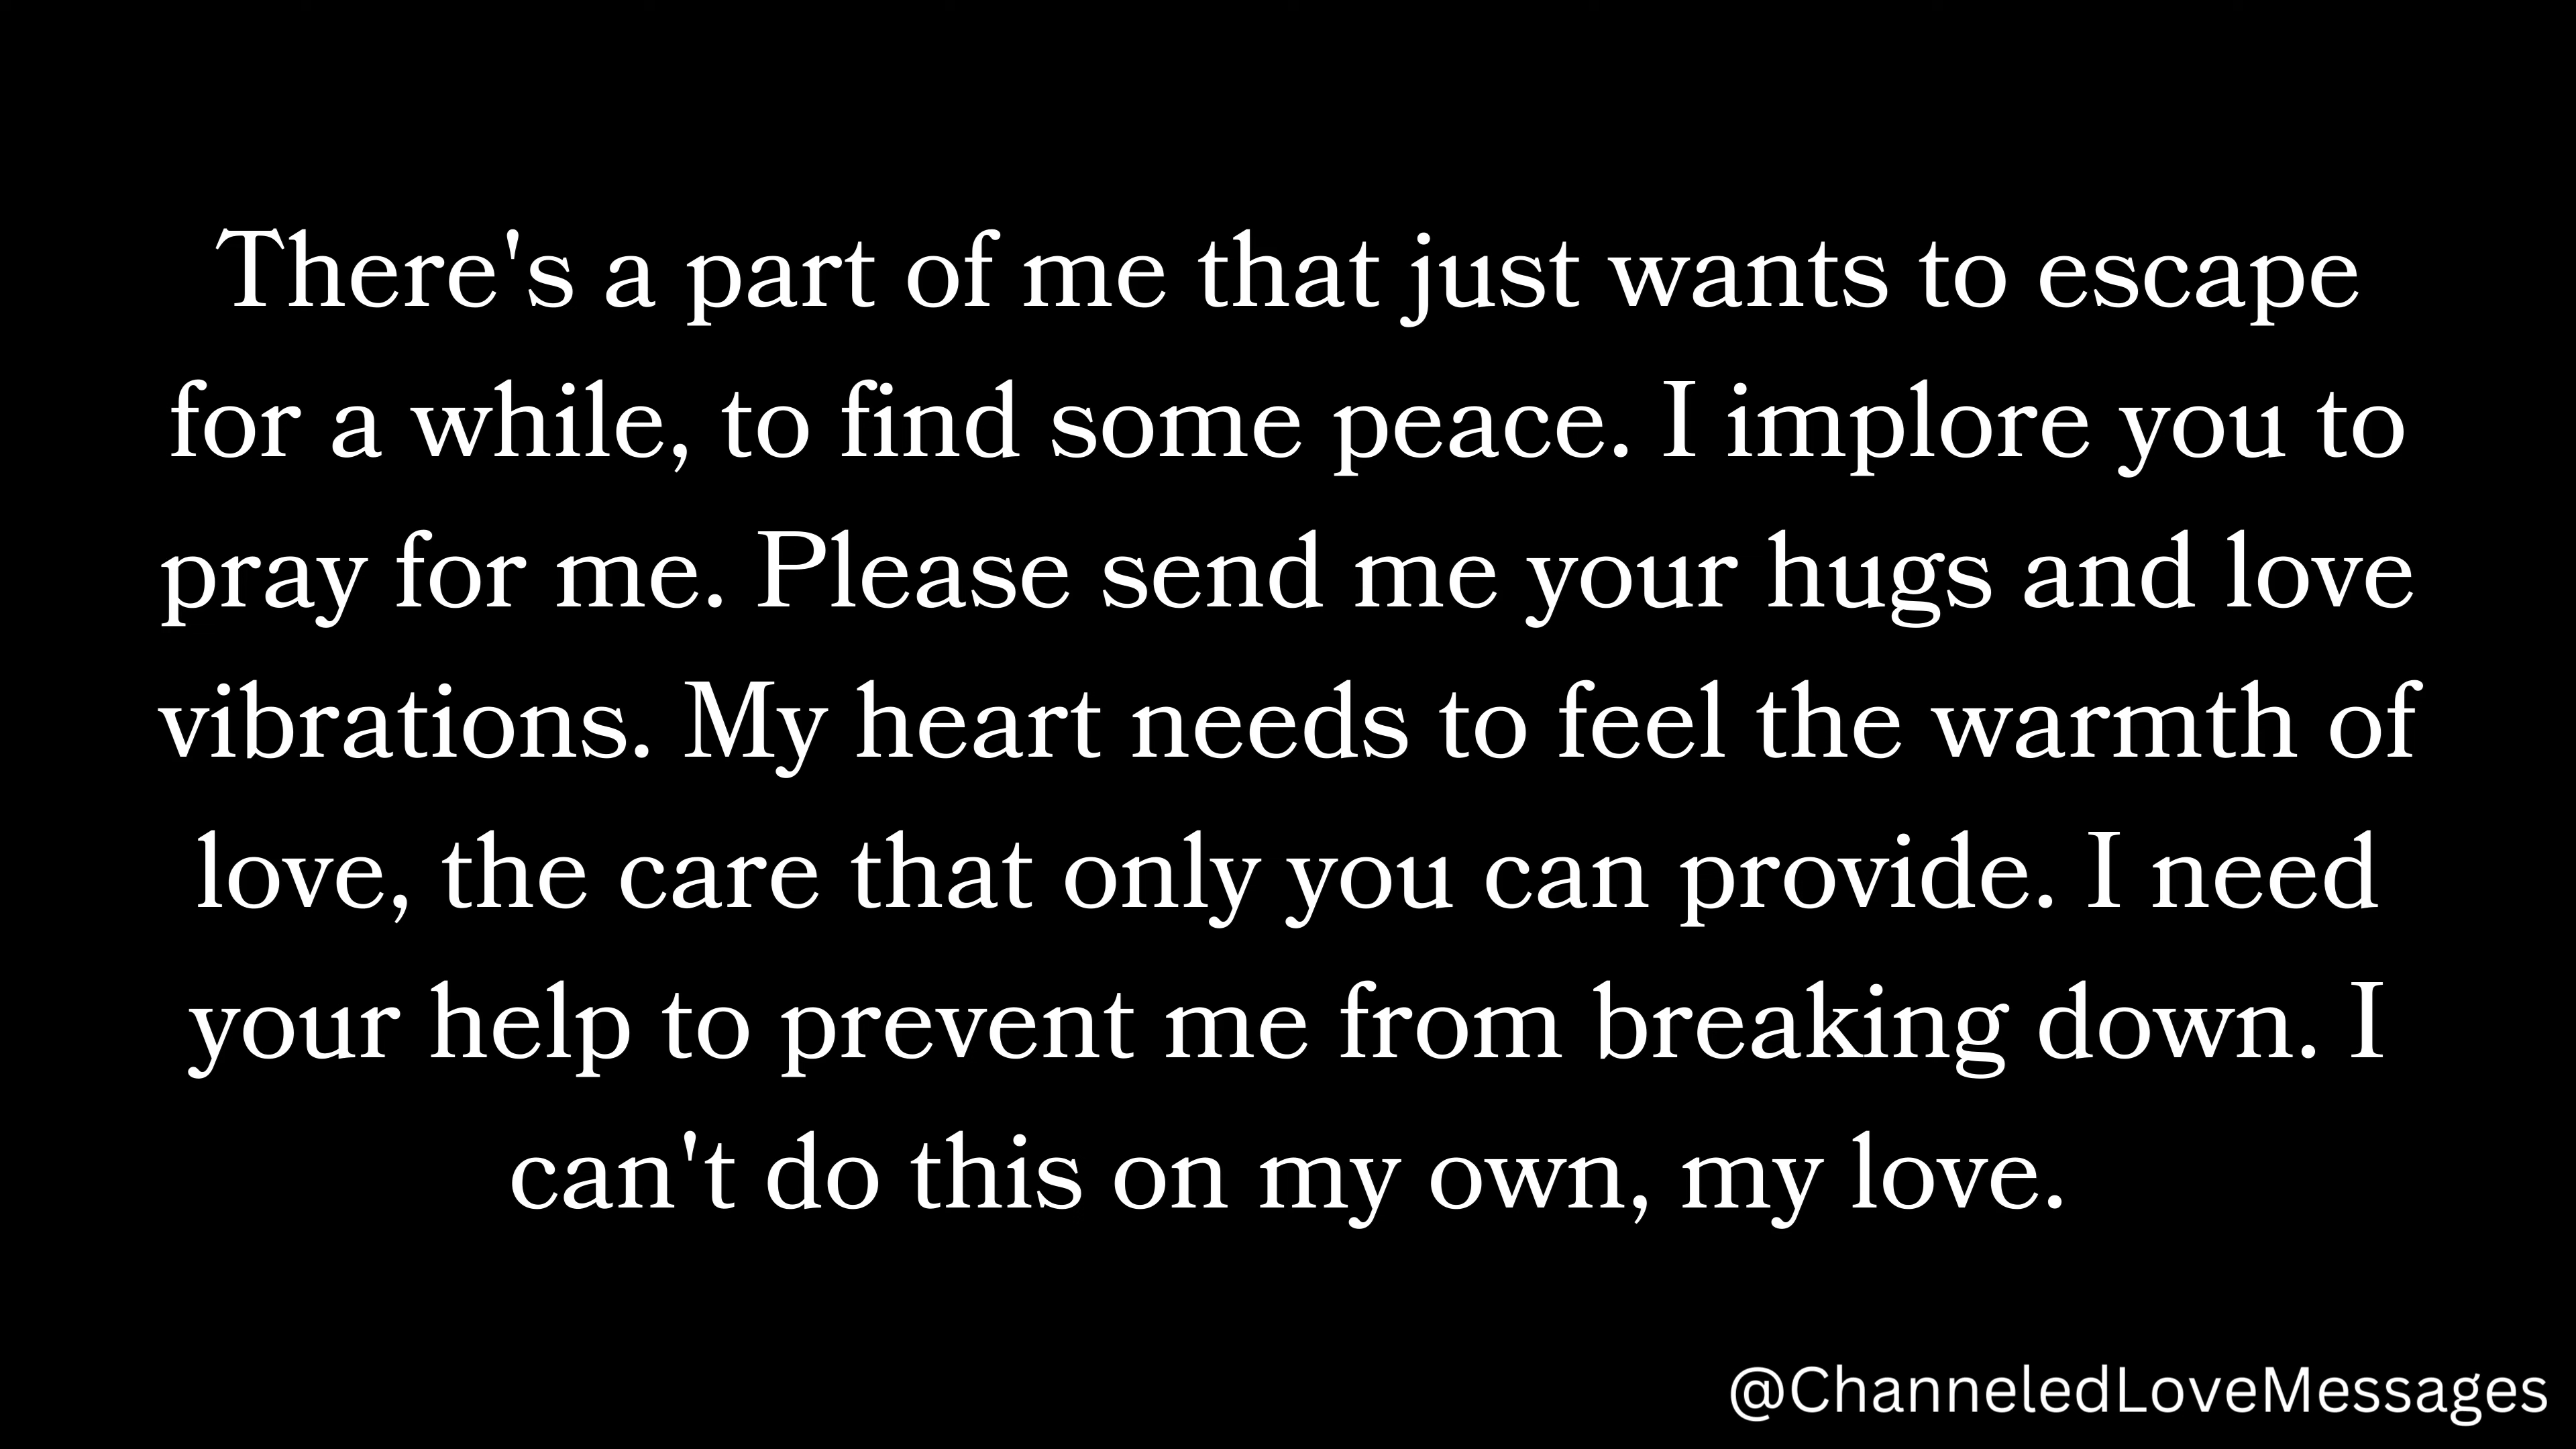 There's a part of me that just wants to escape
for a while, to find some peace. I implore you to
pray for me. Please send me your hugs and love
vibrations. My heart needs to feel the warmth of
love, the care that only you can provide. I need
your help to prevent me from breaking down. I
can't do this on my own, my love.
@ChanneledLoveMessages